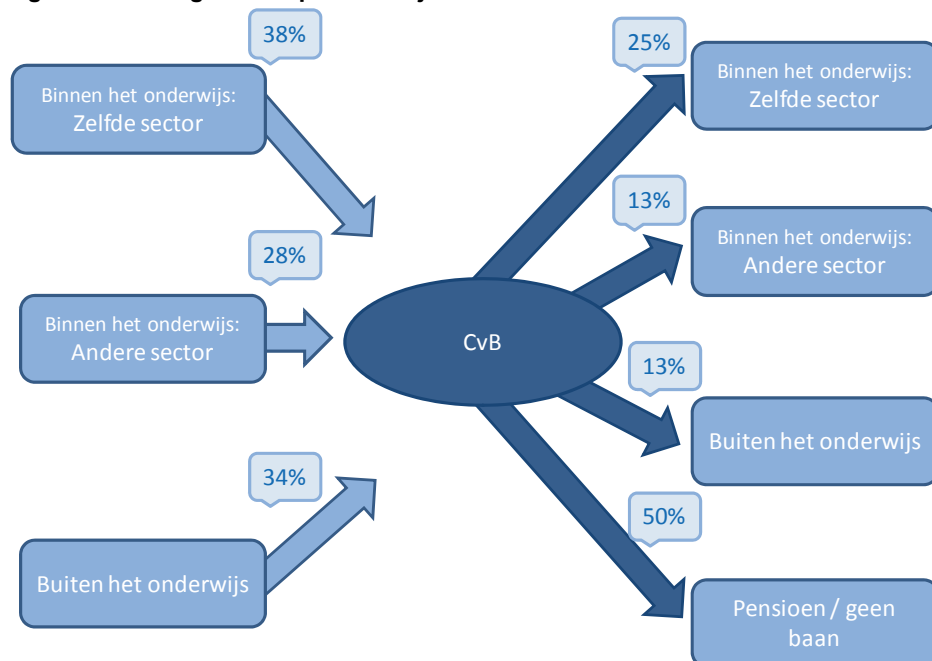 38%
25%
Binnen het onderwijs:
Zelfde sector
Binnen het onderwijs:
Zelfde sector
13%
28%
Binnen het onderwijs:
Andere sector
Binnen het onderwijs:
Andere sector
CvB
13%
Buiten het onderwijs
34%
50%
Buiten het onderwijs
Pensioen / geen
baan